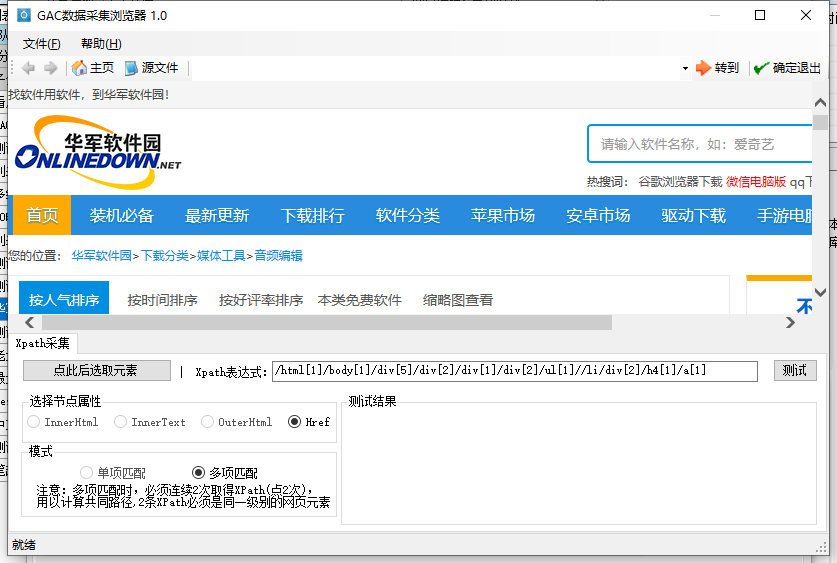 GAC数据采集浏览器 1.0
文件(F) 帮助(H)
主页 源文件 转到 确定退出
找软件用软件，到华军软件园!
华军软件园
ONLINEDOWN.NET
请输入软件名称，如：爱奇艺
热搜词： 谷歌浏览器下载 微信电脑版 qq下
首页 装机必备 最新更新 下载排行 软件分类 苹果市场 安卓市场 驱动下载 手游电脑
您的位置： 华军软件园>下载分类>媒体工具>音频编辑
按人气排序 按时间排序 按好评率排序 本类免费软件 缩略图查看
Xpath采集
点此后选取元素 | Xpath表达式: /html[1]/body[1]/div[5]/div[2]/div[1]/div[2]/ul[1]//li/div[2]/h4[1]/a[1] 测试
选择节点属性 测试结果
InnerHtml InnerText OuterHtml Href
模式
单项匹配 多项匹配
注意：多项匹配时，必须连续2次取得XPath(点2次)，
用以计算共同路径,2条XPath必须是同一级别的网页元素
就绪